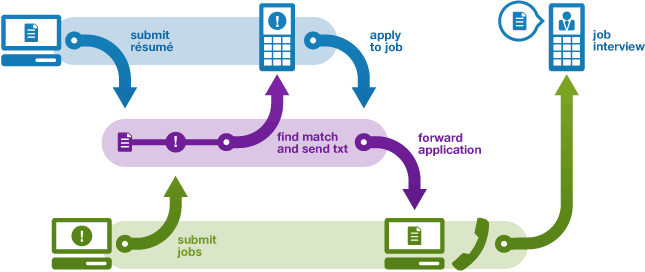 submit
résumé
apply
to job
job
interview
find match
and send txt
forward
application
submit
jobs